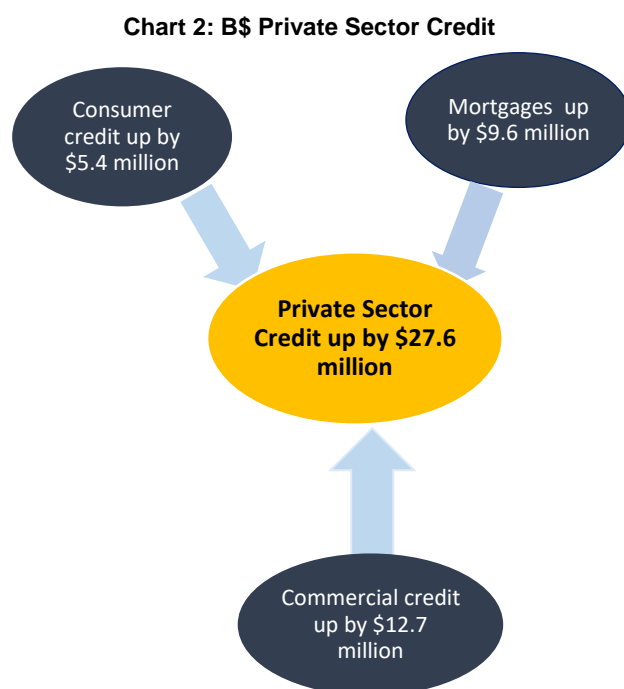 Chart 2: B$ Private Sector Credit
Consumer
credit up by
$5.4 million
Mortgages  up
by $9.6 million
Private Sector
Credit up by $27.6
million
Commercial credit
up by $12.7
million